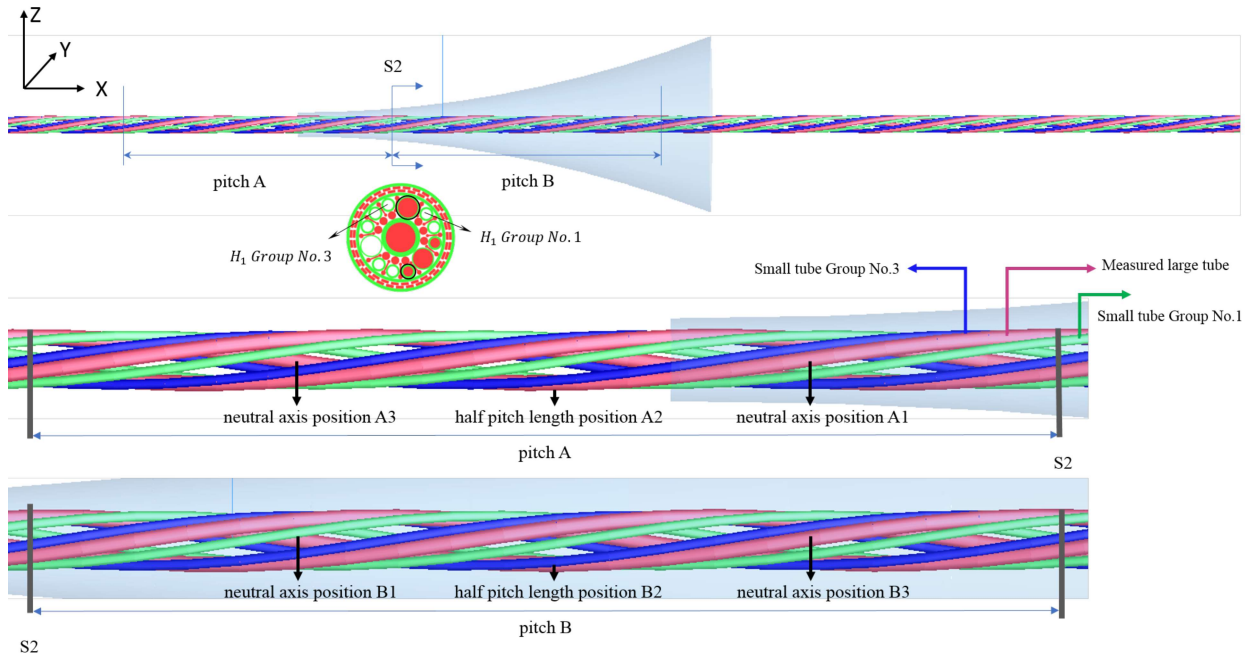 Z
Y
X
S2
pitch A
pitch B
H₁ Group No.3
H₁ Group No.1
Small tube Group No.3
Measured large tube
Small tube Group No.1
neutral axis position A3
half pitch length position A2
neutral axis position A1
pitch A
S2
neutral axis position B1
half pitch length position B2
neutral axis position B3
pitch B
S2